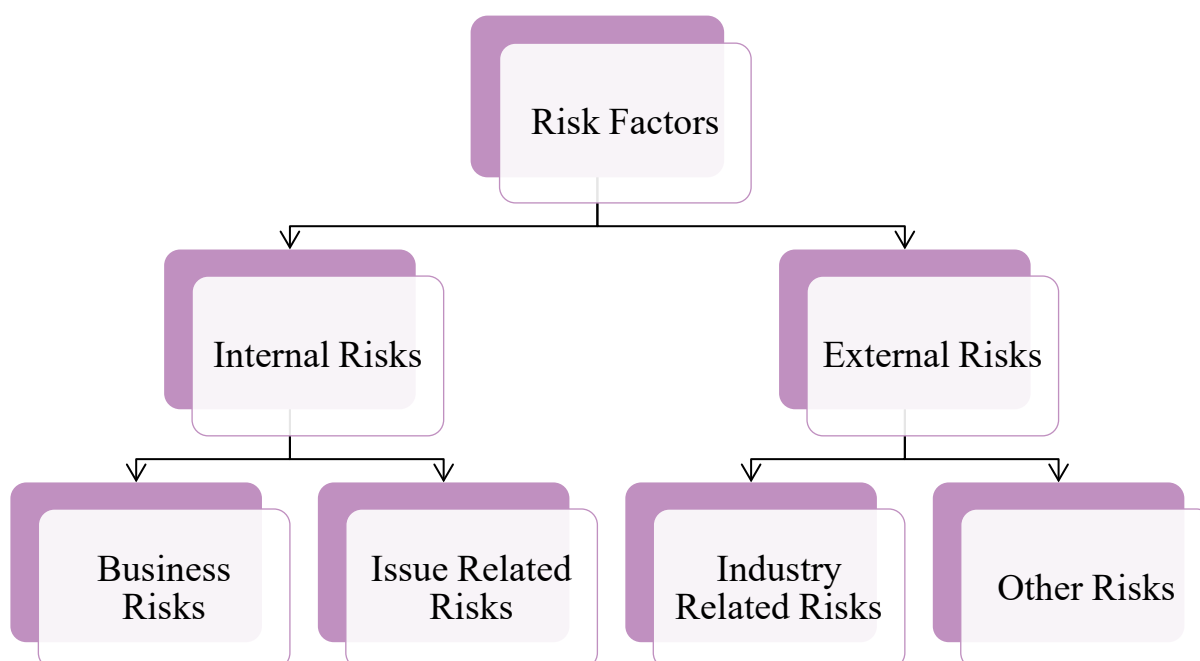 Risk Factors
Internal Risks
External Risks
Business
Risks
Issue Related
Risks
Industry
Related Risks
Other Risks